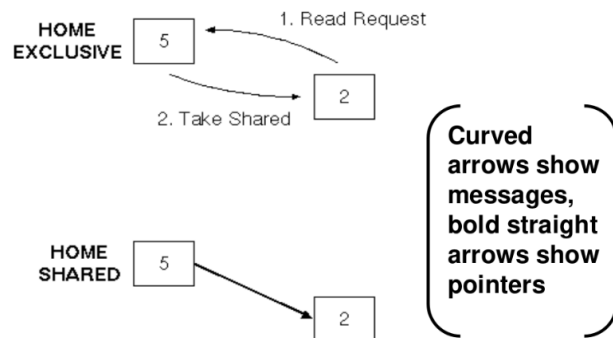 HOME
EXCLUSIVE
5
1. Read Request
2. Take Shared
2
HOME
SHARED
5
2
Curved
arrows show
messages,
bold straight
arrows show
pointers